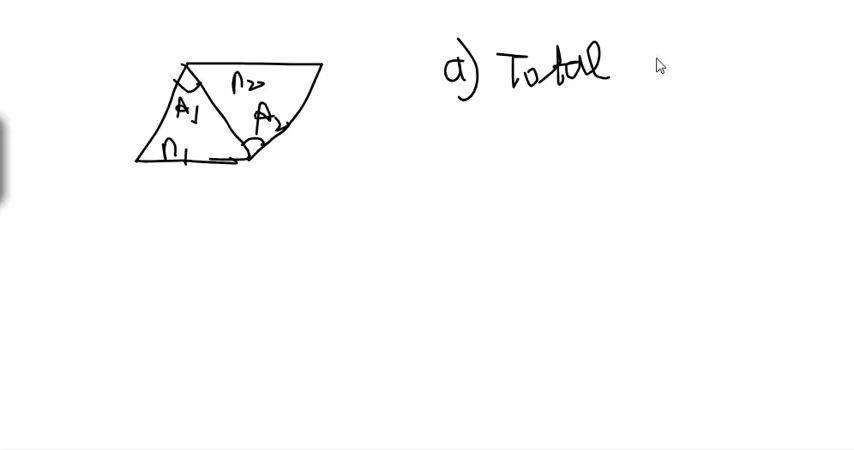 a) Total
n₂
A₁
A₂
n₁